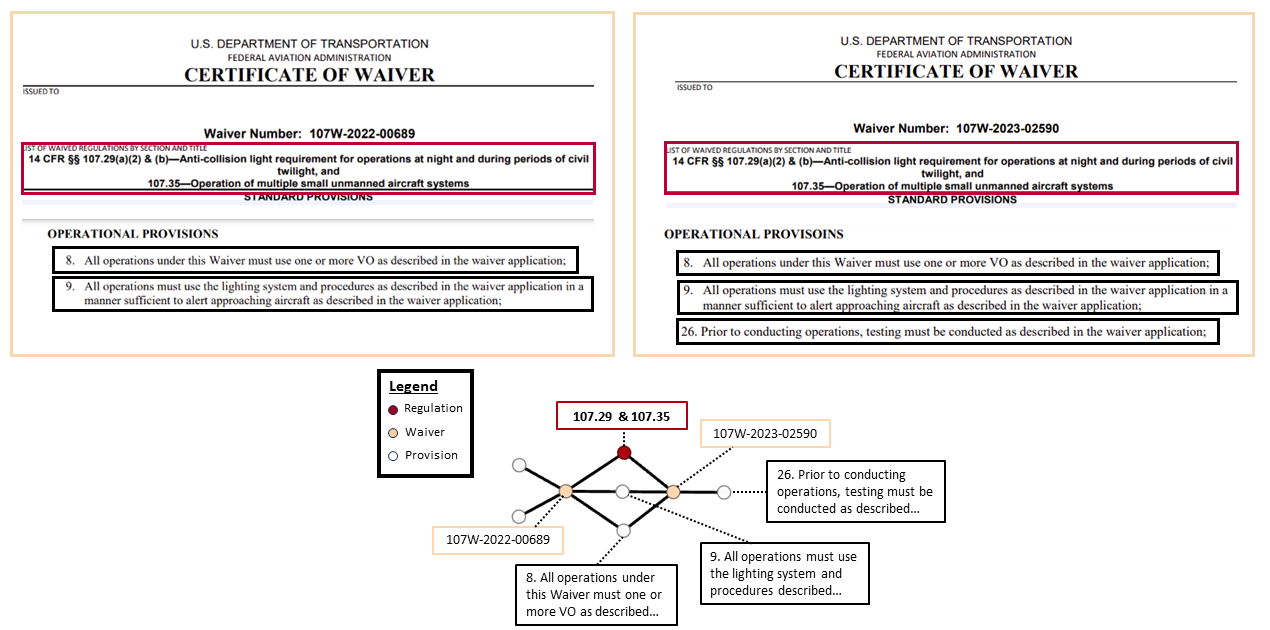 U.S. DEPARTMENT OF TRANSPORTATION
FEDERAL AVIATION ADMINISTRATION
CERTIFICATE OF WAIVER
ISSUED TO
Waiver Number: 107W-2022-00689
LIST OF WAIVED REGULATIONS BY SECTION AND TITLE
14 CFR §§ 107.29(a)(2) & (b)—Anti-collision light requirement for operations at night and during periods of civil
twilight, and
107.35—Operation of multiple small unmanned aircraft systems
STANDARD PROVISIONS
OPERATIONAL PROVISIONS
8. All operations under this Waiver must use one or more VO as described in the waiver application;
9. All operations must use the lighting system and procedures as described in the waiver application in a
manner sufficient to alert approaching aircraft as described in the waiver application;
U.S. DEPARTMENT OF TRANSPORTATION
FEDERAL AVIATION ADMINISTRATION
CERTIFICATE OF WAIVER
ISSUED TO
Waiver Number: 107W-2023-02590
LIST OF WAIVED REGULATIONS BY SECTION AND TITLE
14 CFR §§ 107.29(a)(2) & (b)—Anti-collision light requirement for operations at night and during periods of civil
twilight, and
107.35—Operation of multiple small unmanned aircraft systems
STANDARD PROVISIONS
OPERATIONAL PROVISOINS
8. All operations under this Waiver must use one or more VO as described in the waiver application;
9. All operations must use the lighting system and procedures as described in the waiver application in a
manner sufficient to alert approaching aircraft as described in the waiver application;
26. Prior to conducting operations, testing must be conducted as described in the waiver application;
Legend
Regulation
Waiver
Provision
107.29 & 107.35
107W-2023-02590
26. Prior to conducting
operations, testing must be
conducted as described…
107W-2022-00689
9. All operations must use
the lighting system and
procedures described…
8. All operations under
this Waiver must one or
more VO as described…